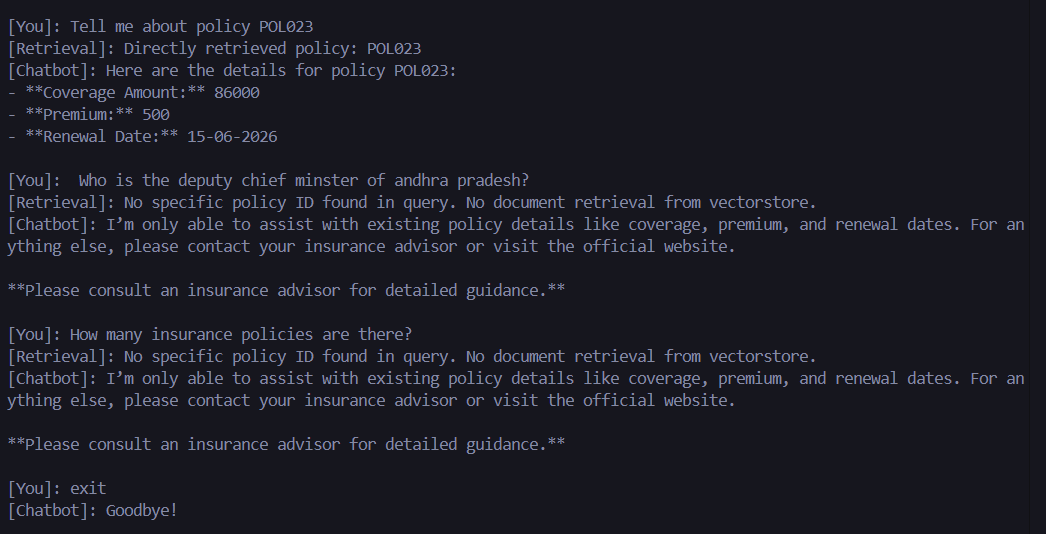 [You]: Tell me about policy POL023
[Retrieval]: Directly retrieved policy: POL023
[Chatbot]: Here are the details for policy POL023:
- **Coverage Amount:** 86000
- **Premium:** 500
- **Renewal Date:** 15-06-2026
[You]:  Who is the deputy chief minster of andhra pradesh?
[Retrieval]: No specific policy ID found in query. No document retrieval from vectorstore.
[Chatbot]: I’m only able to assist with existing policy details like coverage, premium, and renewal dates. For an
ything else, please contact your insurance advisor or visit the official website.
**Please consult an insurance advisor for detailed guidance.**
[You]: How many insurance policies are there?
[Retrieval]: No specific policy ID found in query. No document retrieval from vectorstore.
[Chatbot]: I’m only able to assist with existing policy details like coverage, premium, and renewal dates. For an
ything else, please contact your insurance advisor or visit the official website.
**Please consult an insurance advisor for detailed guidance.**
[You]: exit
[Chatbot]: Goodbye!